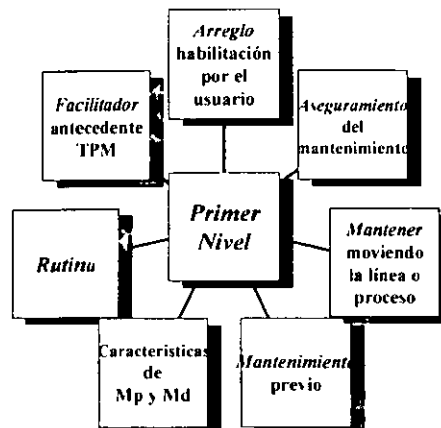 Arreglo
habilitación
por el
usuario
Facilitador
antecedente
TPM
Aseguramiento
del
mantenimiento
Primer
Nivel
Mantener
moviendo
la línea o
proceso
Rutina
Características
de
Mp y Md
Mantenimiento
previo